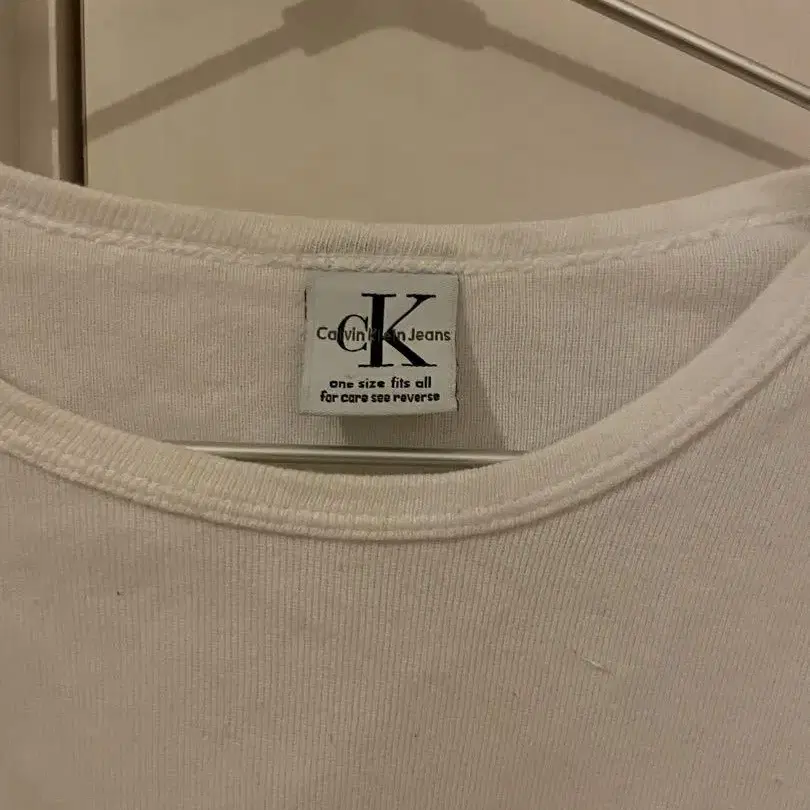 cK
Calvin Klein Jeans
one size fits all
for care see reverse